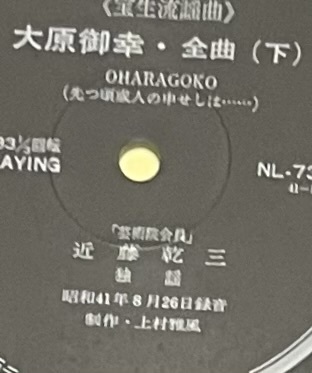 《宝生流謡曲》
大原御幸・全曲(下)
OHARAGOKO
(先つ頃或人の申せしは……)
33⅓回転
AYING
NL-73
41-
「芸術院会員」
近藤乾三
独謡
昭和41年8月26日録音
制作・上村雅風